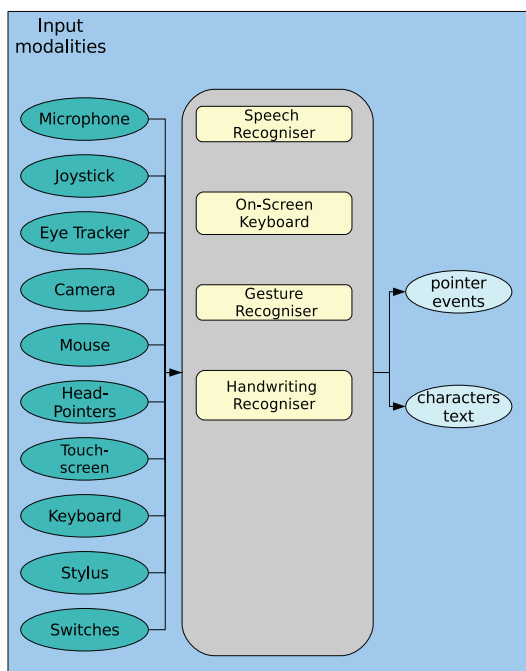 Input
modalities
Microphone
Joystick
Eye Tracker
Camera
Mouse
Head-
Pointers
Touch-
screen
Keyboard
Stylus
Switches
Speech
Recogniser
On-Screen
Keyboard
Gesture
Recogniser
Handwriting
Recogniser
pointer
events
characters
text